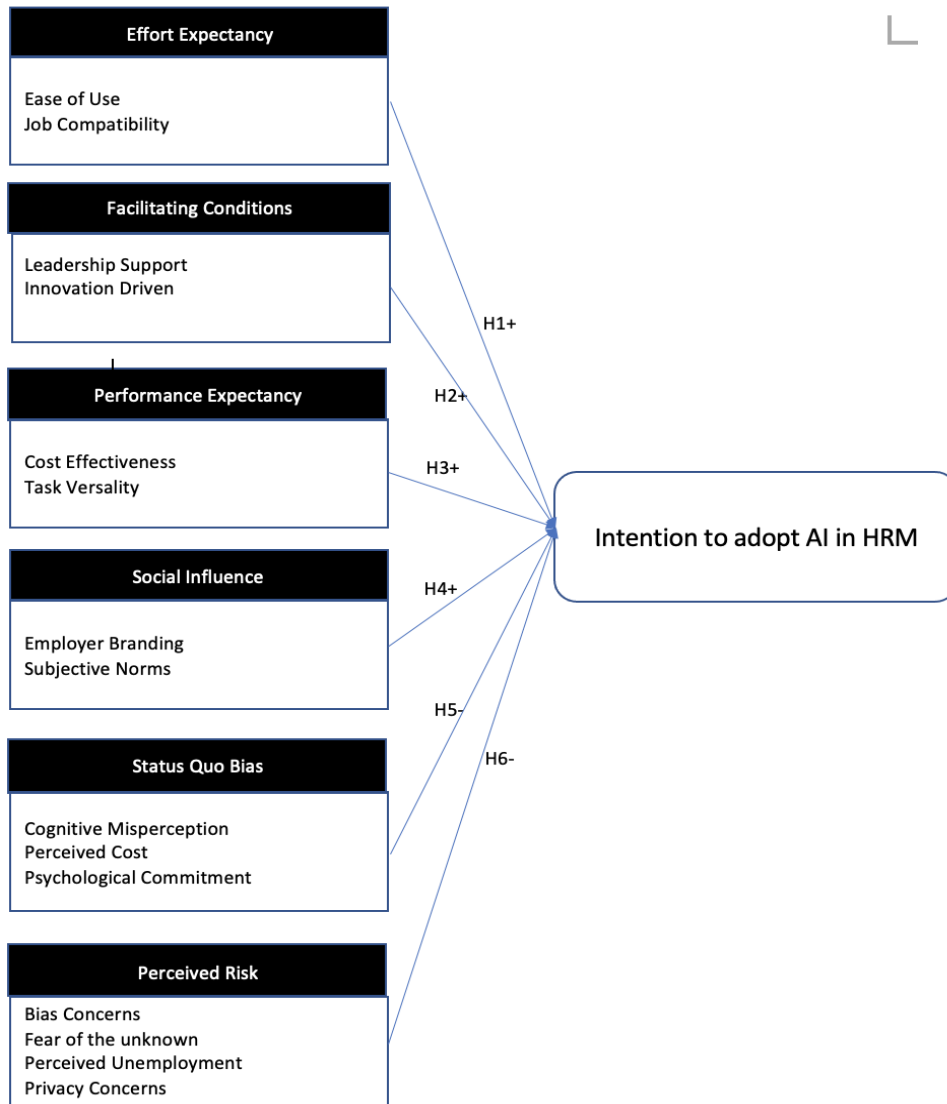 Effort Expectancy
Ease of Use
Job Compatibility
Facilitating Conditions
Leadership Support
Innovation Driven
H1+
H2+
Performance Expectancy
Cost Effectiveness
Task Versality
H3+
Intention to adopt AI in HRM
Social Influence
Employer Branding
Subjective Norms
H4+
H5-
H6-
Status Quo Bias
Cognitive Misperception
Perceived Cost
Psychological Commitment
Perceived Risk
Bias Concerns
Fear of the unknown
Perceived Unemployment
Privacy Concerns